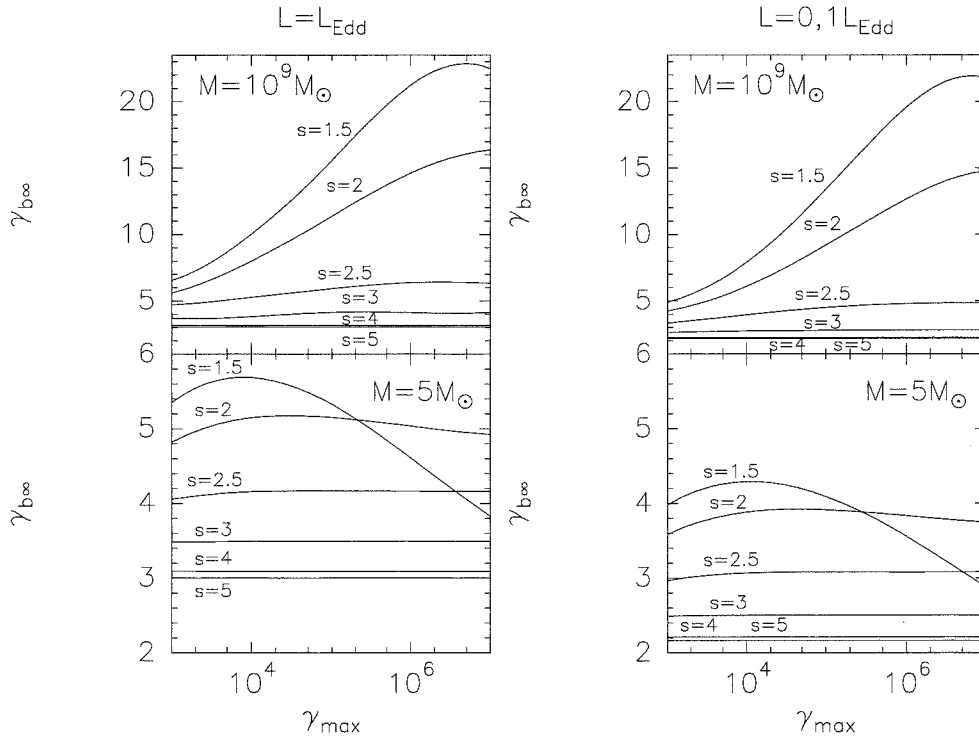 L=L_Edd
L=0,1L_Edd
M=10^9M_⊙
s=1.5
s=2
s=2.5
s=3
s=4
s=5
20
15
10
5
γ_b∞
M=10^9M_⊙
s=1.5
s=2
s=2.5
s=3
s=4 s=5
20
15
10
5
γ_b∞
M=5M_⊙
s=1.5
s=2
s=2.5
s=3
s=4
s=5
6
5
4
3
2
γ_b∞
10^4 10^6
γ_max
M=5M_⊙
s=1.5
s=2
s=2.5
s=3
s=4 s=5
6
5
4
3
2
γ_b∞
10^4 10^6
γ_max